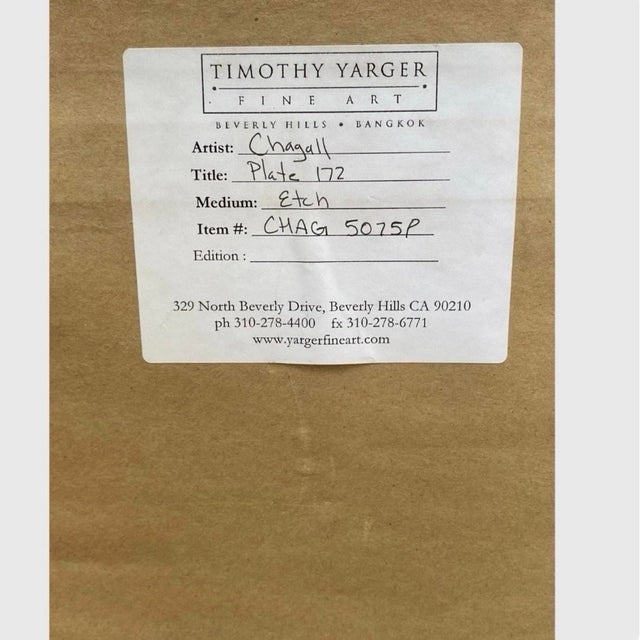 TIMOTHY YARGER
FINE ART
BEVERLY HILLS • BANGKOK
Artist: Chagall
Title: Plate 172
Medium: Etch
Item #: CHAG 5075P
Edition :
329 North Beverly Drive, Beverly Hills CA 90210
ph 310-278-4400 fx 310-278-6771
www.yargerfineart.com